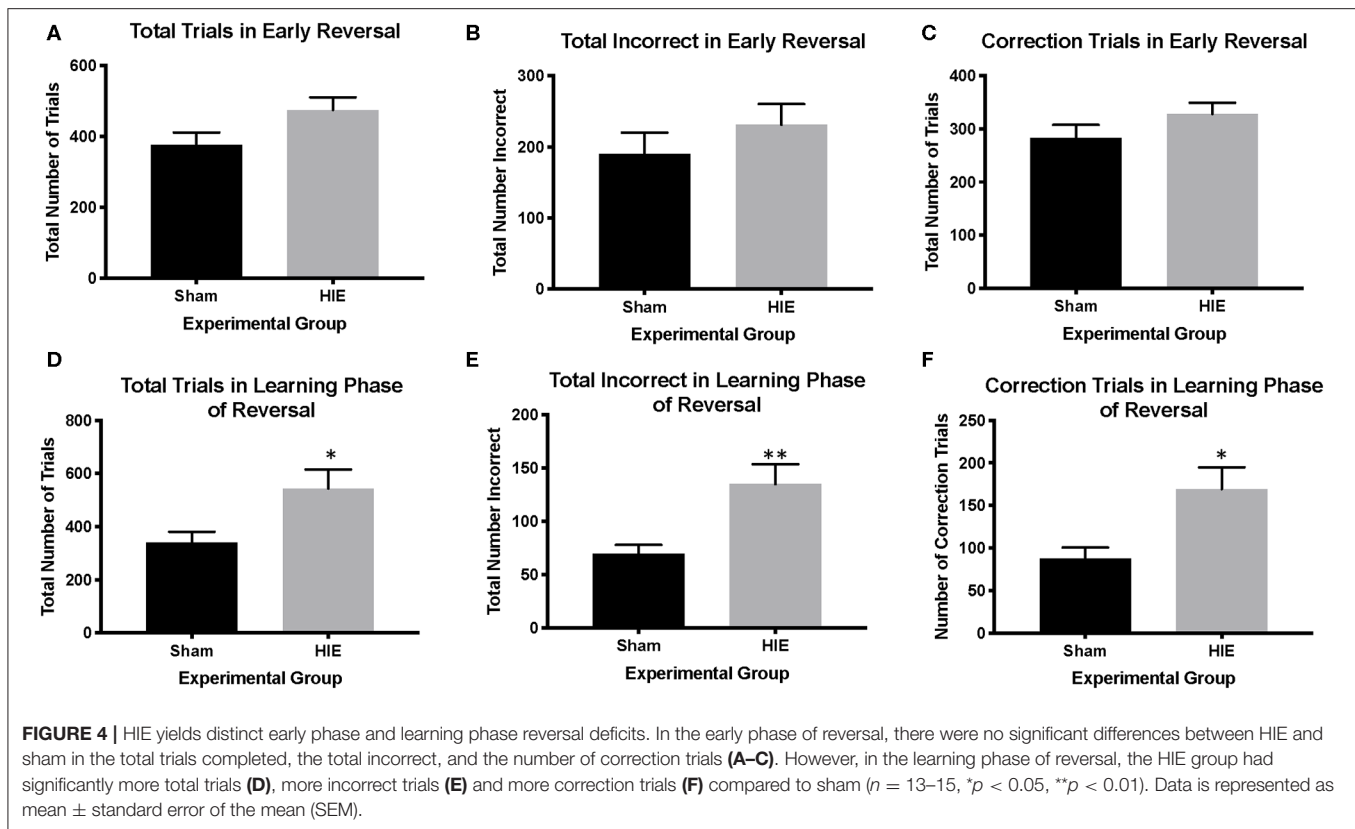 A
Total Trials in Early Reversal
Total Number of Trials
600
400
200
0
Sham
HIE
Experimental Group
B
Total Incorrect in Early Reversal
Total Number Incorrect
300
200
100
0
Sham
HIE
Experimental Group
C
Correction Trials in Early Reversal
Total Number of Trials
400
300
200
100
0
Sham
HIE
Experimental Group
D
Total Trials in Learning Phase
of Reversal
Total Number of Trials
800
600
400
200
0
*
Sham
HIE
Experimental Group
E
Total Incorrect in Learning Phase
of Reversal
Total Number Incorrect
200
150
100
50
0
**
Sham
HIE
Experimental Group
F
Correction Trials in Learning Phase
of Reversal
Number of Correction Trials
250
200
150
100
50
0
*
Sham
HIE
Experimental Group
FIGURE 4 | HIE yields distinct early phase and learning phase reversal deficits. In the early phase of reversal, there were no significant differences between HIE and
sham in the total trials completed, the total incorrect, and the number of correction trials (A–C). However, in the learning phase of reversal, the HIE group had
significantly more total trials (D), more incorrect trials (E) and more correction trials (F) compared to sham (n = 13–15, *p < 0.05, **p < 0.01). Data is represented as
mean ± standard error of the mean (SEM).